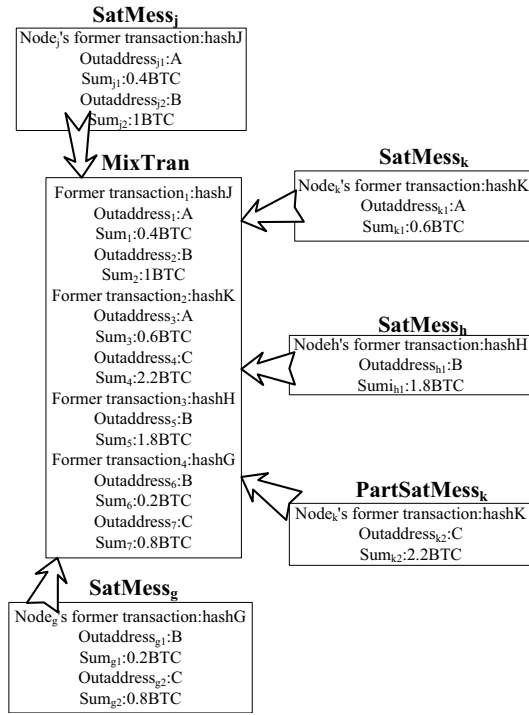 SatMessj
Nodej's former transaction:hashJ
Outaddressj1:A
Sumj1:0.4BTC
Outaddressj2:B
Sumj2:1BTC
MixTran
Former transaction1:hashJ
Outaddress1:A
Sum1:0.4BTC
Outaddress2:B
Sum2:1BTC
Former transaction2:hashK
Outaddress3:A
Sum3:0.6BTC
Outaddress4:C
Sum4:2.2BTC
Former transaction3:hashH
Outaddress5:B
Sum5:1.8BTC
Former transaction4:hashG
Outaddress6:B
Sum6:0.2BTC
Outaddress7:C
Sum7:0.8BTC
SatMessk
Nodek's former transaction:hashK
Outaddressk1:A
Sumk1:0.6BTC
SatMessh
Nodeh's former transaction:hashH
Outaddressh1:B
Sumih1:1.8BTC
PartSatMessk
Nodek's former transaction:hashK
Outaddressk2:C
Sumk2:2.2BTC
SatMessg
Nodeg's former transaction:hashG
Outaddressg1:B
Sumg1:0.2BTC
Outaddressg2:C
Sumg2:0.8BTC